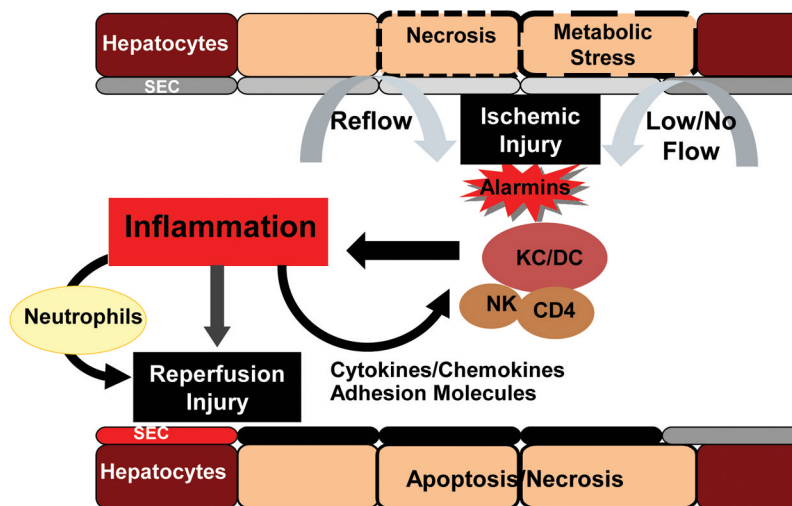 Hepatocytes
Necrosis
Metabolic
Stress
SEC
Reflow
Ischemic
Injury
Low/No
Flow
Alarmins
Inflammation
KC/DC
NK
CD4
Neutrophils
Reperfusion
Injury
Cytokines/Chemokines
Adhesion Molecules
SEC
Hepatocytes
Apoptosis/Necrosis